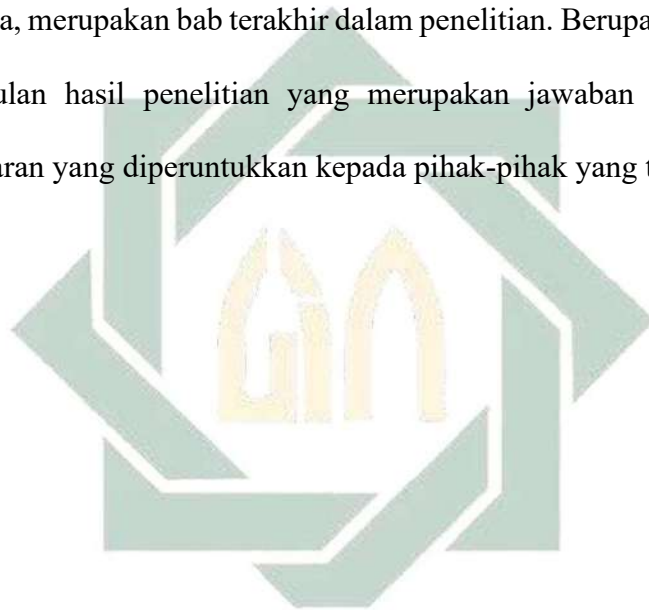 a, merupakan bab terakhir dalam penelitian. Berupa
ulan hasil penelitian yang merupakan jawaban
aran yang diperuntukkan kepada pihak-pihak yang t